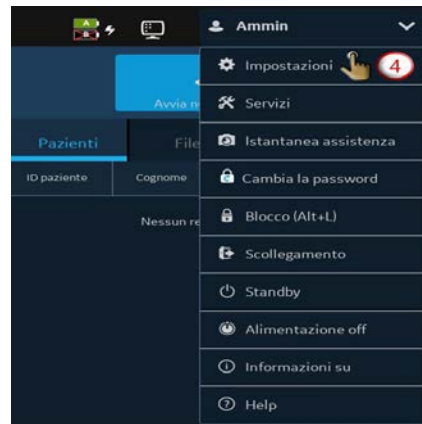 Ammin
Impostazioni 4
Avvia n
Servizi
Pazienti File
Istantanea assistenza
ID paziente Cognome
Cambia la password
Nessun re
Blocco (Alt+L)
Scollegamento
Standby
Alimentazione off
Informazioni su
Help